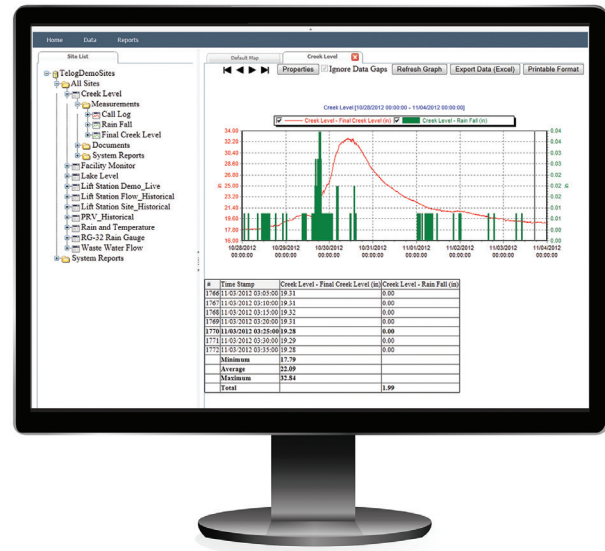 Home Data Reports
Site List
TelogDemoSites
All Sites
Creek Level
Measurements
Call Log
Rain Fall
Final Creek Level
Documents
System Reports
Facility Monitor
Lake Level
Lift Station Demo_Live
Lift Station Flow_Historical
Lift Station Site_Historical
PRV_Historical
Rain and Temperature
RG-32 Rain Gauge
Waste Water Flow
System Reports
Default Map Creek Level
Properties Ignore Data Gaps Refresh Graph Export Data (Excel) Printable Format
Creek Level [10/28/2012 00:00:00 - 11/04/2012 00:00:00]
Creek Level - Final Creek Level (in) Creek Level - Rain Fall (in)
34.00 0.04
32.20 0.04
30.40 0.03
28.60 0.03
26.80 0.02
25.00 0.02
23.20 0.02
21.40 0.01
19.60 0.01
17.80 0.00
16.00 0.00
in in
10/28/2012 10/29/2012 10/30/2012 10/31/2012 11/01/2012 11/02/2012 11/03/2012 11/04/2012
00:00:00 00:00:00 00:00:00 00:00:00 00:00:00 00:00:00 00:00:00 00:00:00
# Time Stamp Creek Level - Final Creek Level (in) Creek Level - Rain Fall (in)
1766 11/03/2012 03:05:00 19.31 0.00
1767 11/03/2012 03:10:00 19.31 0.00
1768 11/03/2012 03:15:00 19.32 0.00
1769 11/03/2012 03:20:00 19.31 0.00
1770 11/03/2012 03:25:00 19.28 0.00
1771 11/03/2012 03:30:00 19.29 0.00
1772 11/03/2012 03:35:00 19.28 0.00
Minimum 17.79
Average 22.09
Maximum 32.84
Total 1.99